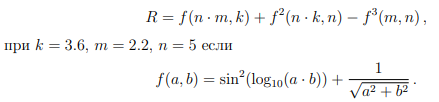 R = f(n · m, k) + f²(n · k, n) − f³(m, n) ,
при k = 3.6, m = 2.2, n = 5 если
f(a, b) = sin²(log₁₀(a · b)) + 1/√(a² + b²) .